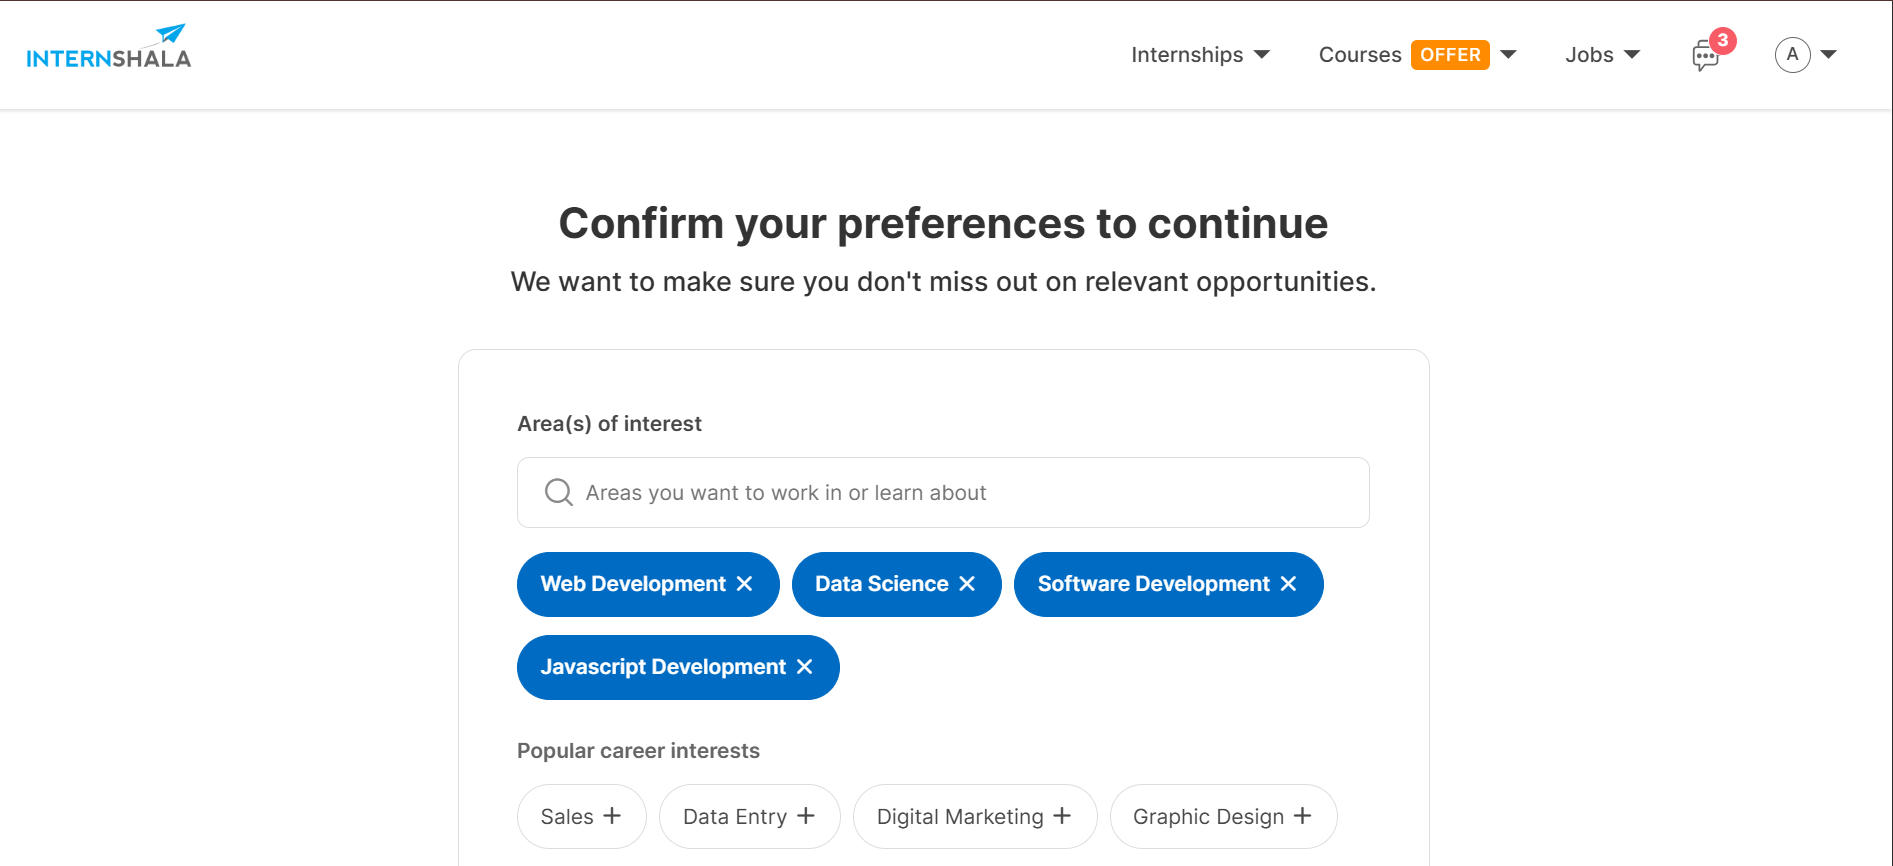 INTERNSHALA
Internships Courses OFFER Jobs 3 A
Confirm your preferences to continue
We want to make sure you don't miss out on relevant opportunities.
Area(s) of interest
Areas you want to work in or learn about
Web Development Data Science Software Development
Javascript Development
Popular career interests
Sales Data Entry Digital Marketing Graphic Design